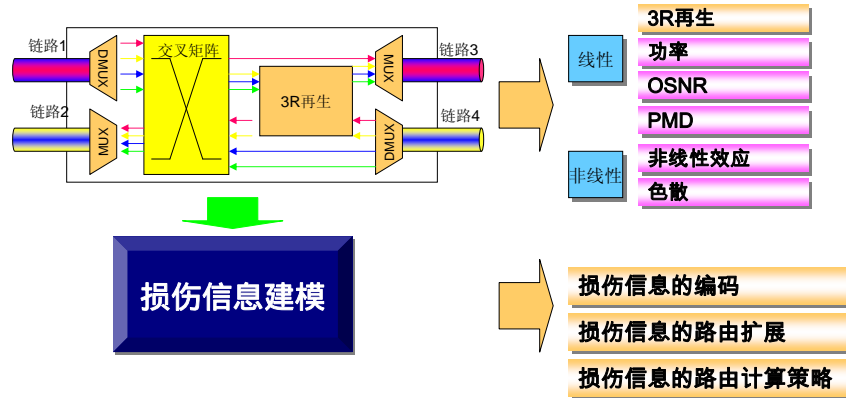 链路1
DMUX
交叉矩阵
3R再生
MUX
链路3
链路2
MUX
DMUX
链路4
线性
3R再生
功率
OSNR
PMD
非线性
非线性效应
色散
损伤信息建模
损伤信息的编码
损伤信息的路由扩展
损伤信息的路由计算策略